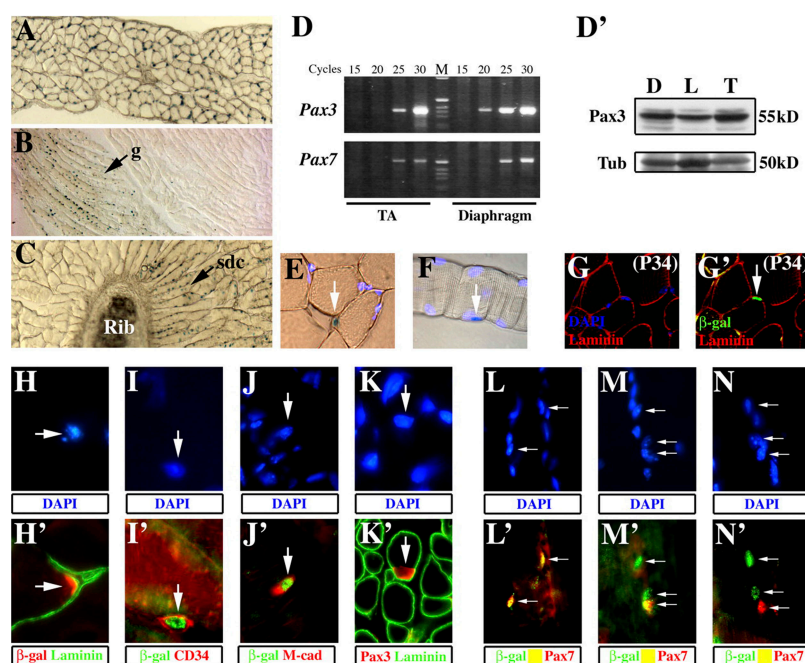 A
D
D’
Cycles 15 20 25 30 M 15 20 25 30
Pax3
Pax7
TA Diaphragm
D L T
Pax3 55kD
Tub 50kD
B
g
C
sdc
Rib
E
F
G (P34)
DAPI
Laminin
G’ (P34)
β-gal
Laminin
H I J K L M N
DAPI DAPI DAPI DAPI DAPI DAPI DAPI
H’ I’ J’ K’ L’ M’ N’
β-gal Laminin β-gal CD34 β-gal M-cad Pax3 Laminin β-gal Pax7 β-gal Pax7 β-gal Pax7